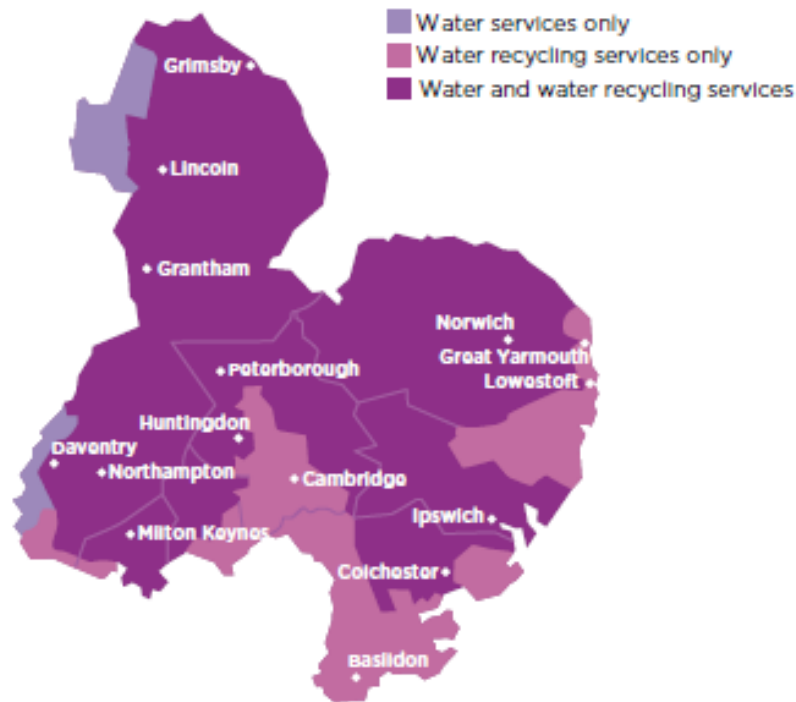 Water services only
Water recycling services only
Water and water recycling services
Grimsby
Lincoln
Grantham
Norwich
Great Yarmouth
Lowestoft
Peterborough
Huntingdon
Daventry
Northampton
Cambridge
Ipswich
Milton Keynes
Colchester
Basildon